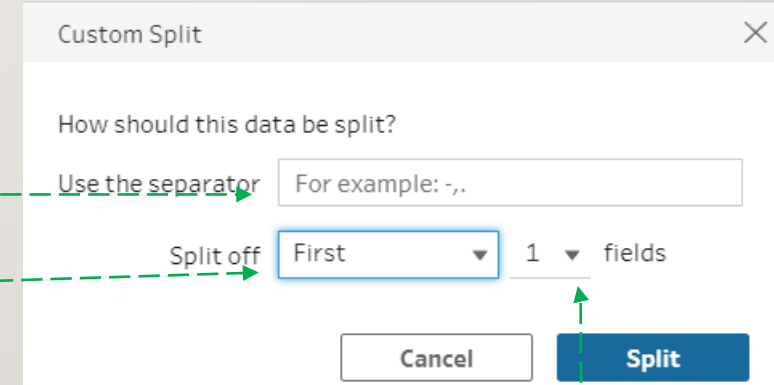 Custom Split
How should this data be split?
Use the separator For example: -,.
Split off First 1 fields
Cancel Split